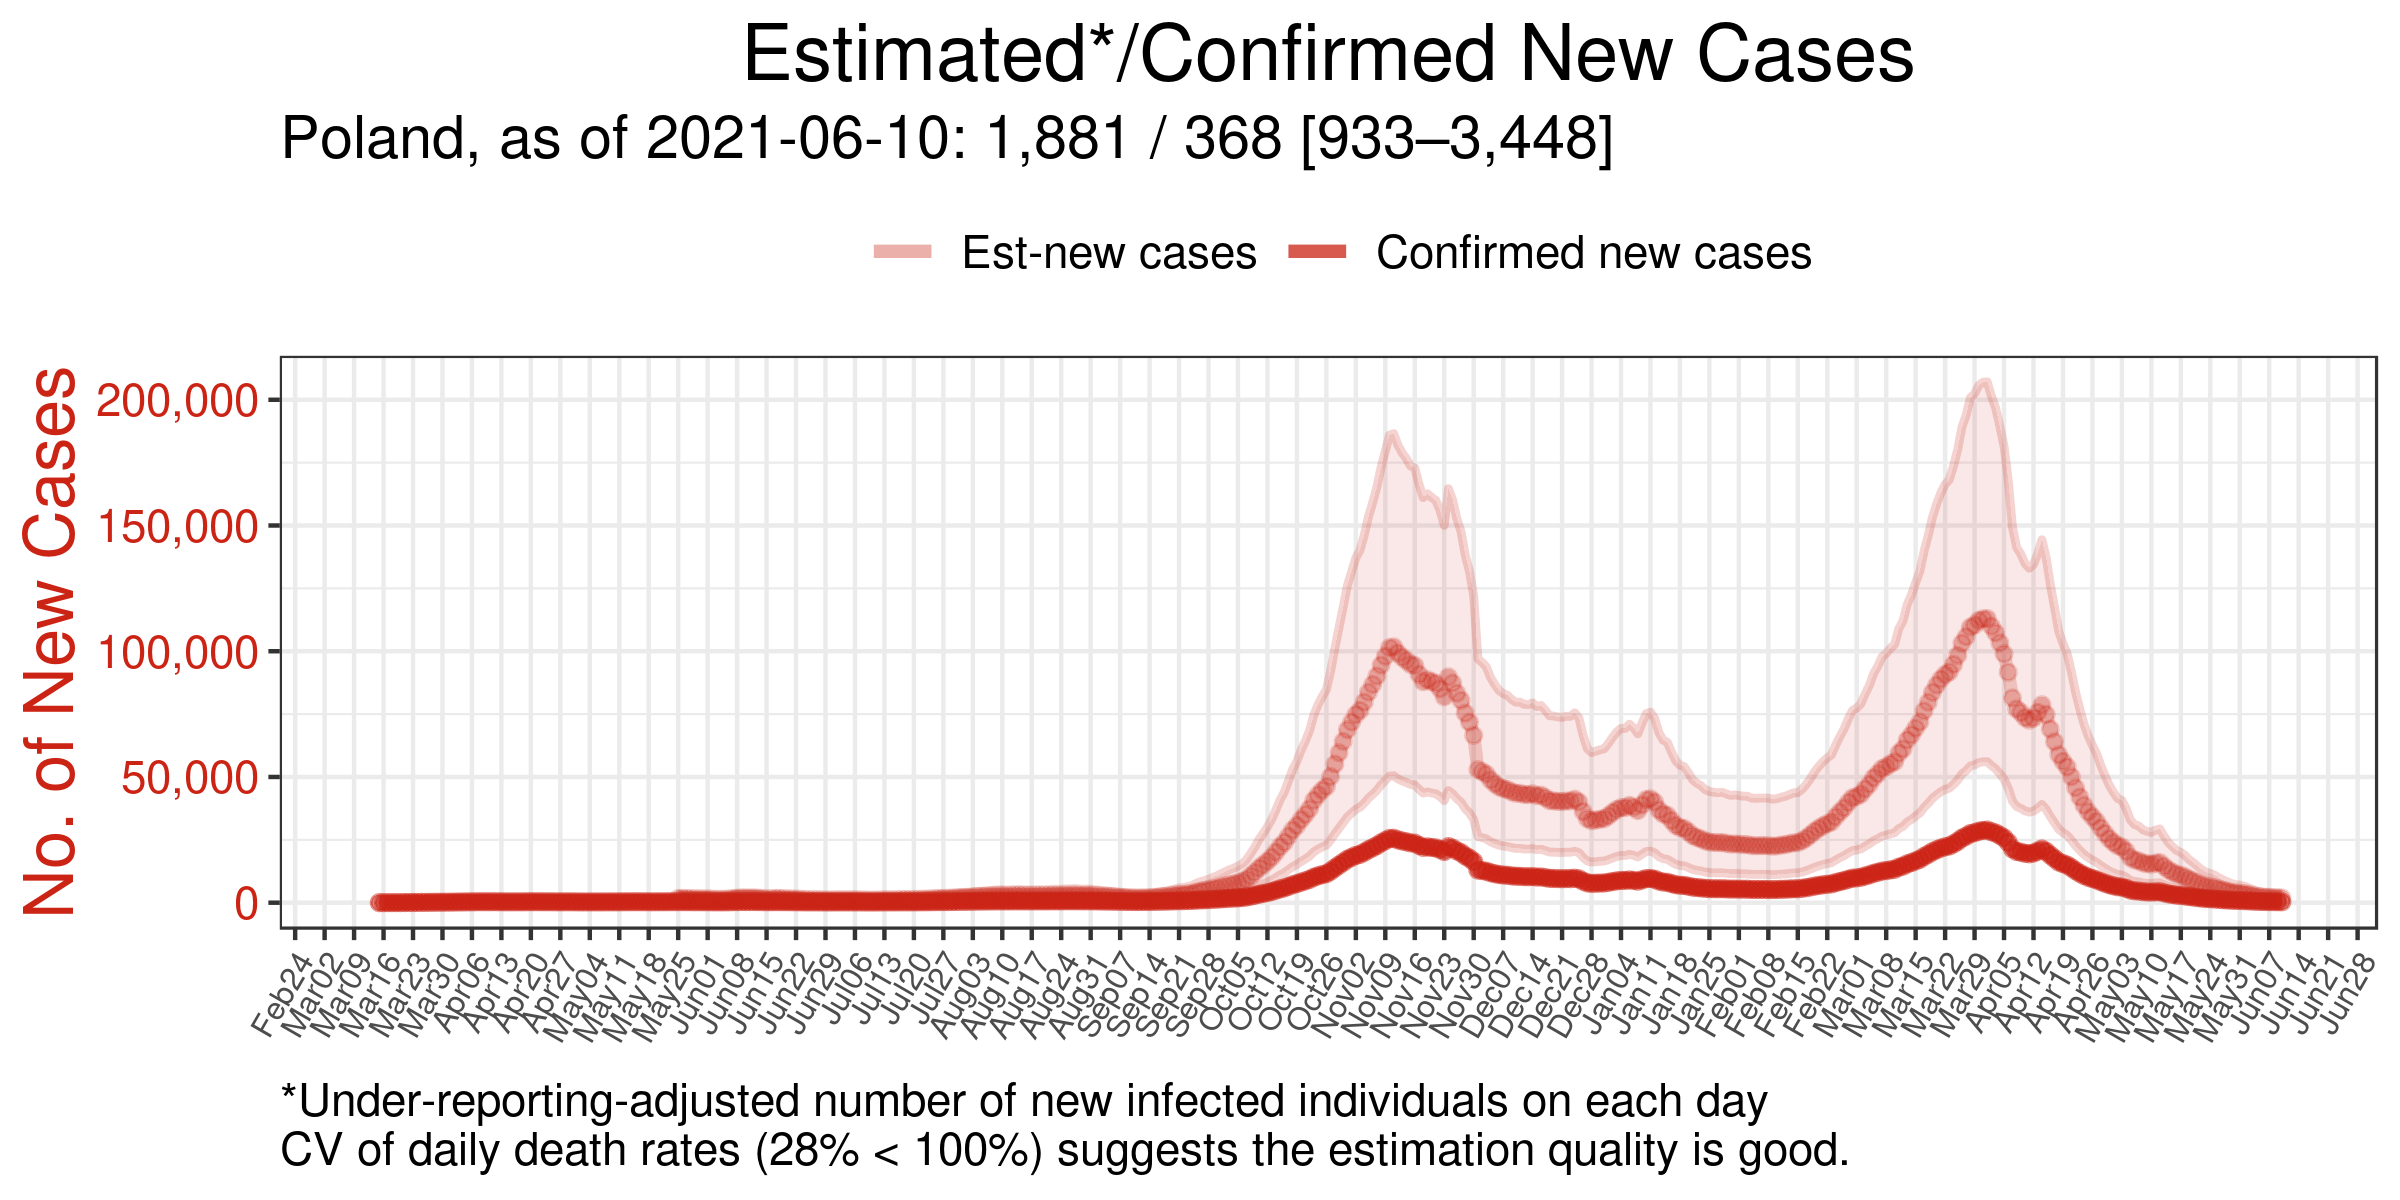 Estimated*/Confirmed New Cases
Poland, as of 2021-06-10: 1,881 / 368 [933–3,448]
Est-new cases
Confirmed new cases
No. of New Cases
200,000
150,000
100,000
50,000
0
Feb24
Mar02
Mar09
Mar16
Mar23
Mar30
Apr06
Apr13
Apr20
Apr27
May04
May11
May18
May25
Jun01
Jun08
Jun15
Jun22
Jun29
Jul06
Jul13
Jul20
Jul27
Aug03
Aug10
Aug17
Aug24
Aug31
Sep07
Sep14
Sep21
Sep28
Oct05
Oct12
Oct19
Oct26
Nov02
Nov09
Nov16
Nov23
Nov30
Dec07
Dec14
Dec21
Dec28
Jan04
Jan11
Jan18
Jan25
Feb01
Feb08
Feb15
Feb22
Mar01
Mar08
Mar15
Mar22
Mar29
Apr05
Apr12
Apr19
Apr26
May03
May10
May17
May24
May31
Jun07
Jun14
Jun21
Jun28
*Under-reporting-adjusted number of new infected individuals on each day
CV of daily death rates (28% < 100%) suggests the estimation quality is good.